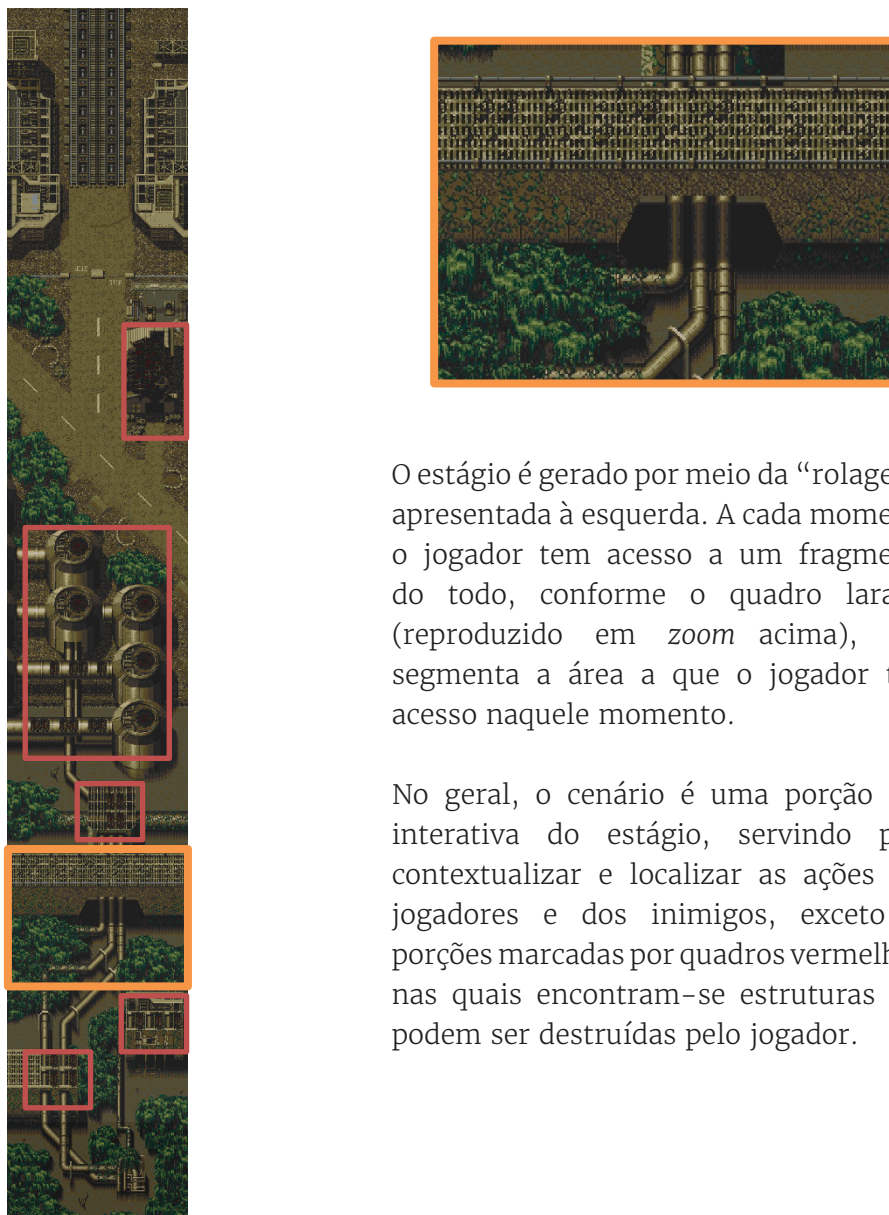 O estágio é gerado por meio da “rolage
apresentada à esquerda. A cada mome
o jogador tem acesso a um fragme
do todo, conforme o quadro lara
(reproduzido em zoom acima),
segmenta a área a que o jogador t
acesso naquele momento.
No geral, o cenário é uma porção
interativa do estágio, servindo p
contextualizar e localizar as ações
jogadores e dos inimigos, exceto
porções marcadas por quadros vermelh
nas quais encontram-se estruturas
podem ser destruídas pelo jogador.